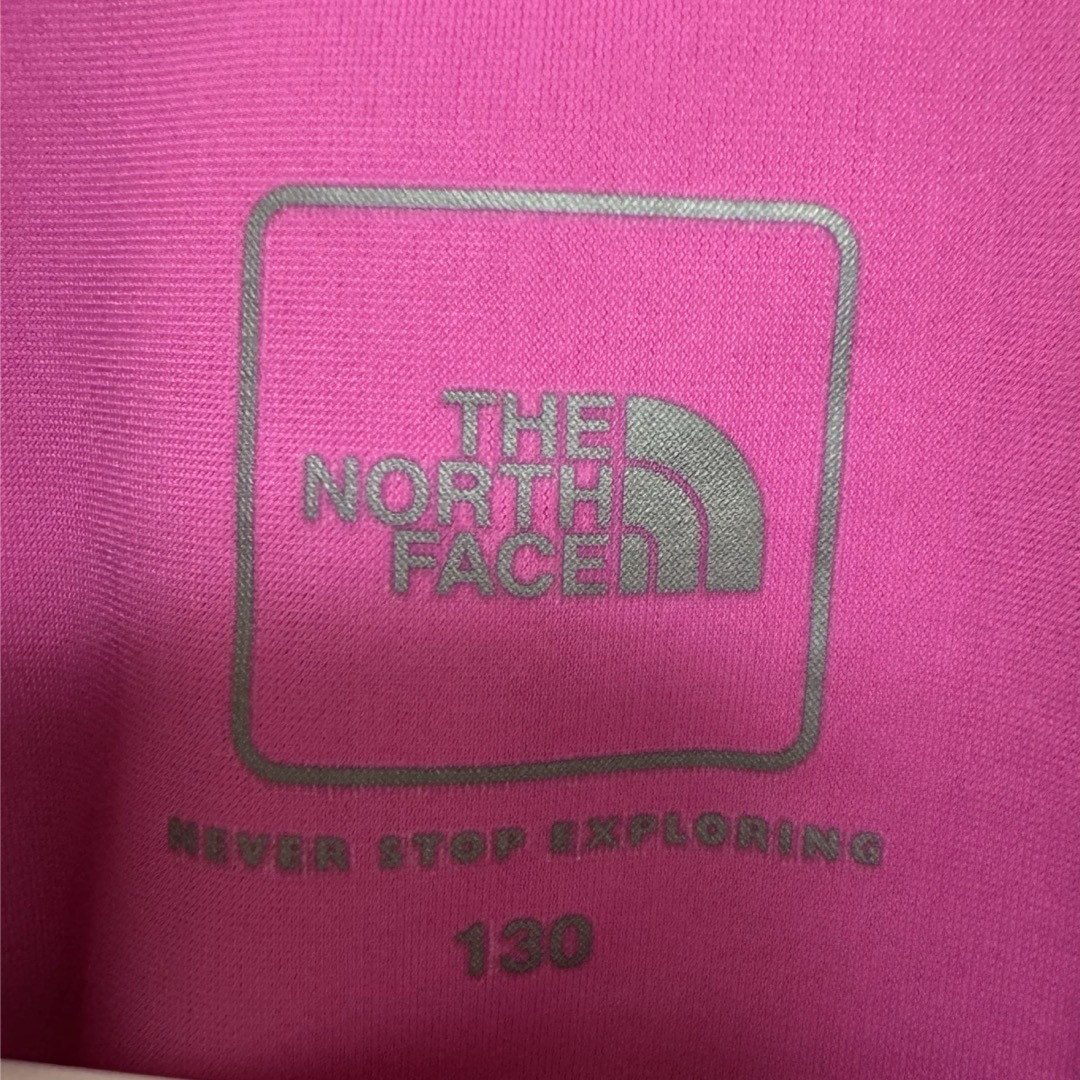 THE
NORTH
FACE
NEVER STOP EXPLORING
130